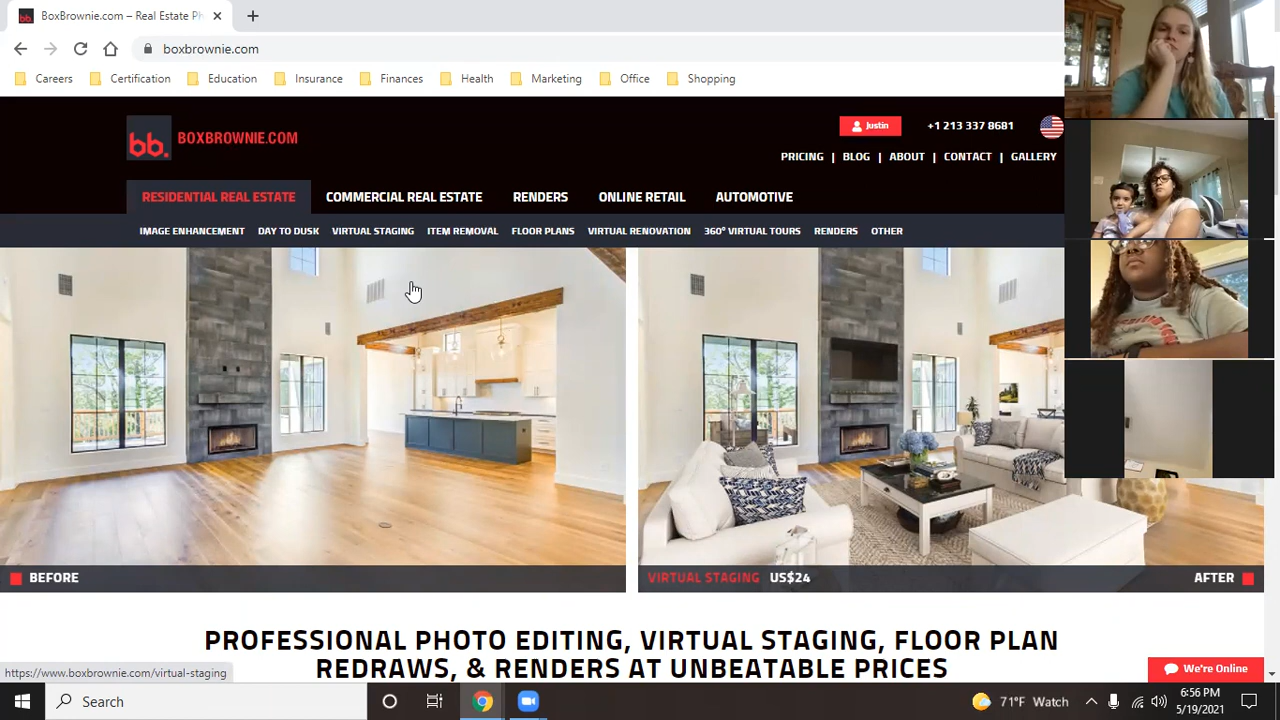 BoxBrownie.com – Real Estate Ph
boxbrownie.com
Careers Certification Education Insurance Finances Health Marketing Office Shopping
bb. BOXBROWNIE.COM
Justin +1 213 337 8681
PRICING | BLOG | ABOUT | CONTACT | GALLERY
RESIDENTIAL REAL ESTATE COMMERCIAL REAL ESTATE RENDERS ONLINE RETAIL AUTOMOTIVE
IMAGE ENHANCEMENT DAY TO DUSK VIRTUAL STAGING ITEM REMOVAL FLOOR PLANS VIRTUAL RENOVATION 360° VIRTUAL TOURS RENDERS OTHER
BEFORE
VIRTUAL STAGING US$24 AFTER
PROFESSIONAL PHOTO EDITING, VIRTUAL STAGING, FLOOR PLAN
REDRAWS, & RENDERS AT UNBEATABLE PRICES
https://www.boxbrownie.com/virtual-staging
We're Online
Search
71°F Watch
6:56 PM
5/19/2021